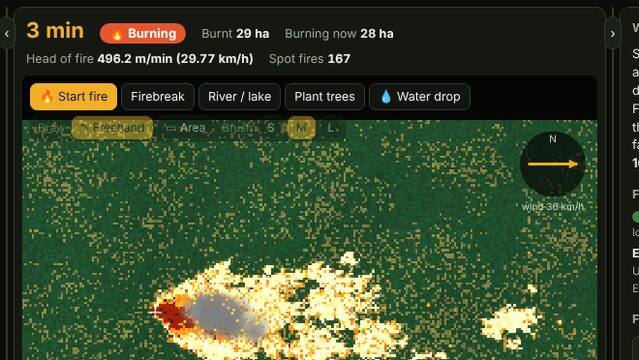 3 min 🔥 Burning Burnt 29 ha Burning now 28 ha
Head of fire 496.2 m/min (29.77 km/h) Spot fires 167
🔥 Start fire Firebreak River / lake Plant trees 💧 Water drop
Draw Freehand Area Brush S M L
N
wind 36 km/h